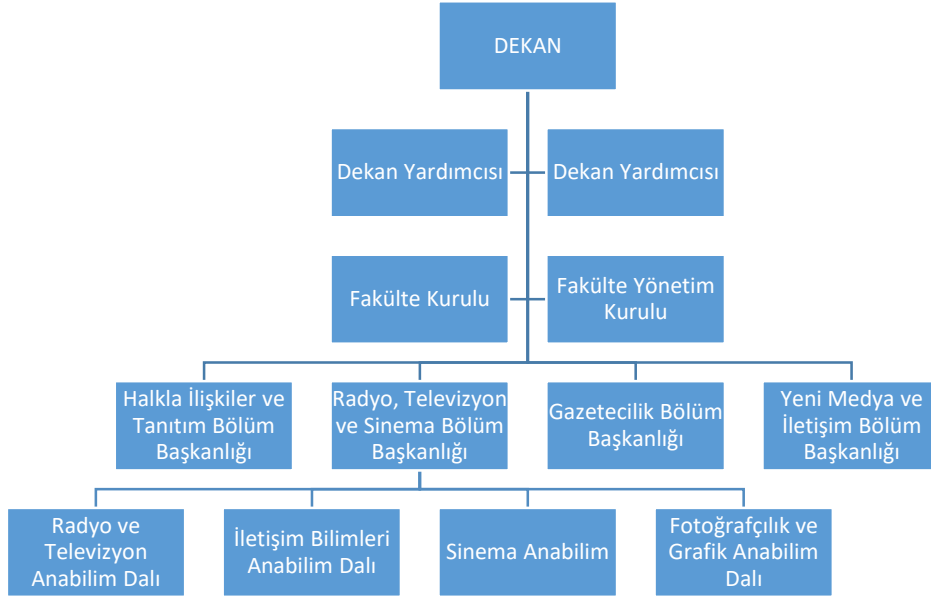 DEKAN
Dekan Yardımcısı
Dekan Yardımcısı
Fakülte Kurulu
Fakülte Yönetim
Kurulu
Halkla İlişkiler ve
Tanıtım Bölüm
Başkanlığı
Radyo, Televizyon
ve Sinema Bölüm
Başkanlığı
Gazetecilik Bölüm
Başkanlığı
Yeni Medya ve
İletişim Bölüm
Başkanlığı
Radyo ve
Televizyon
Anabilim Dalı
İletişim Bilimleri
Anabilim Dalı
Sinema Anabilim
Fotoğrafçılık ve
Grafik Anabilim
Dalı